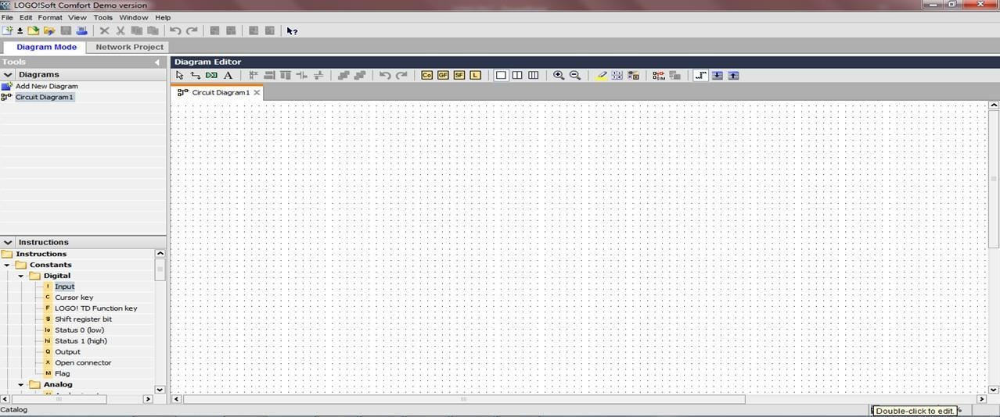 LOGO!Soft Comfort Demo version
File Edit Format View Tools Window Help
Diagram Mode Network Project
Tools
Diagram Editor
Diagrams
A Co GF SF L
Add New Diagram
Circuit Diagram1
Circuit Diagram1
Instructions
Instructions
Constants
Digital
I Input
C Cursor key
F LOGO! TD Function key
S Shift register bit
lo Status 0 (low)
hi Status 1 (high)
Q Output
X Open connector
M Flag
Analog
Catalog
Double-click to edit.
%